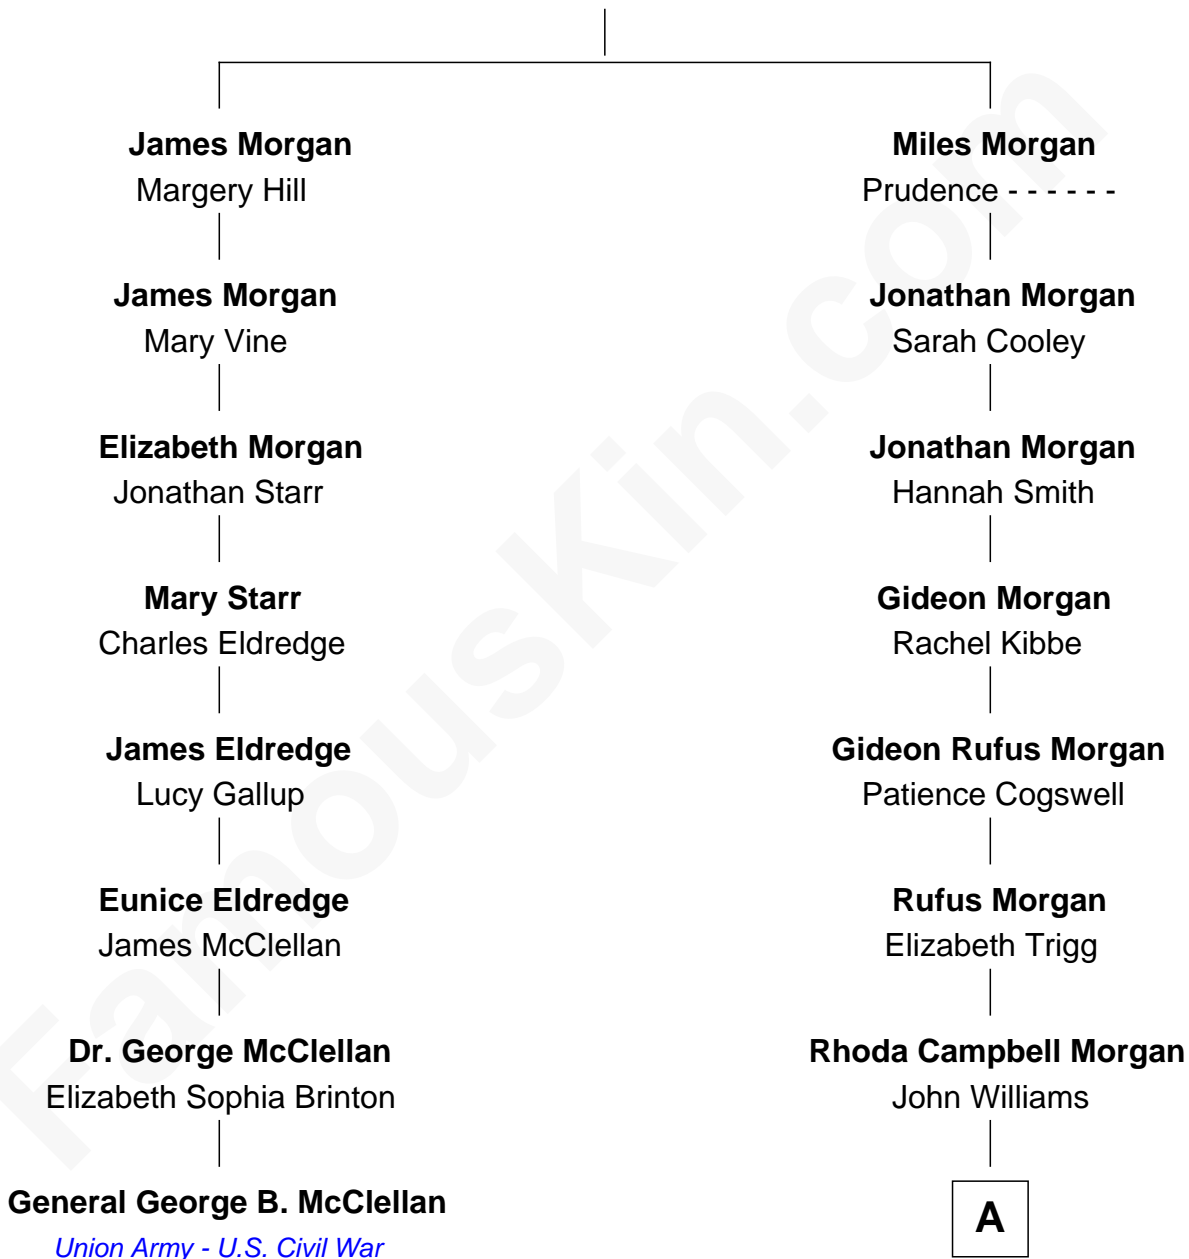 James Morgan
Margery Hill
James Morgan
Mary Vine
Elizabeth Morgan
Jonathan Starr
Mary Starr
Charles Eldredge
James Eldredge
Lucy Gallup
Eunice Eldredge
James McClellan
Dr. George McClellan
Elizabeth Sophia Brinton
General George B. McClellan
Union Army - U.S. Civil War
Miles Morgan
Prudence - - - - - -
Jonathan Morgan
Sarah Cooley
Jonathan Morgan
Hannah Smith
Gideon Morgan
Rachel Kibbe
Gideon Rufus Morgan
Patience Cogswell
Rufus Morgan
Elizabeth Trigg
Rhoda Campbell Morgan
John Williams
A
FamousKin.com